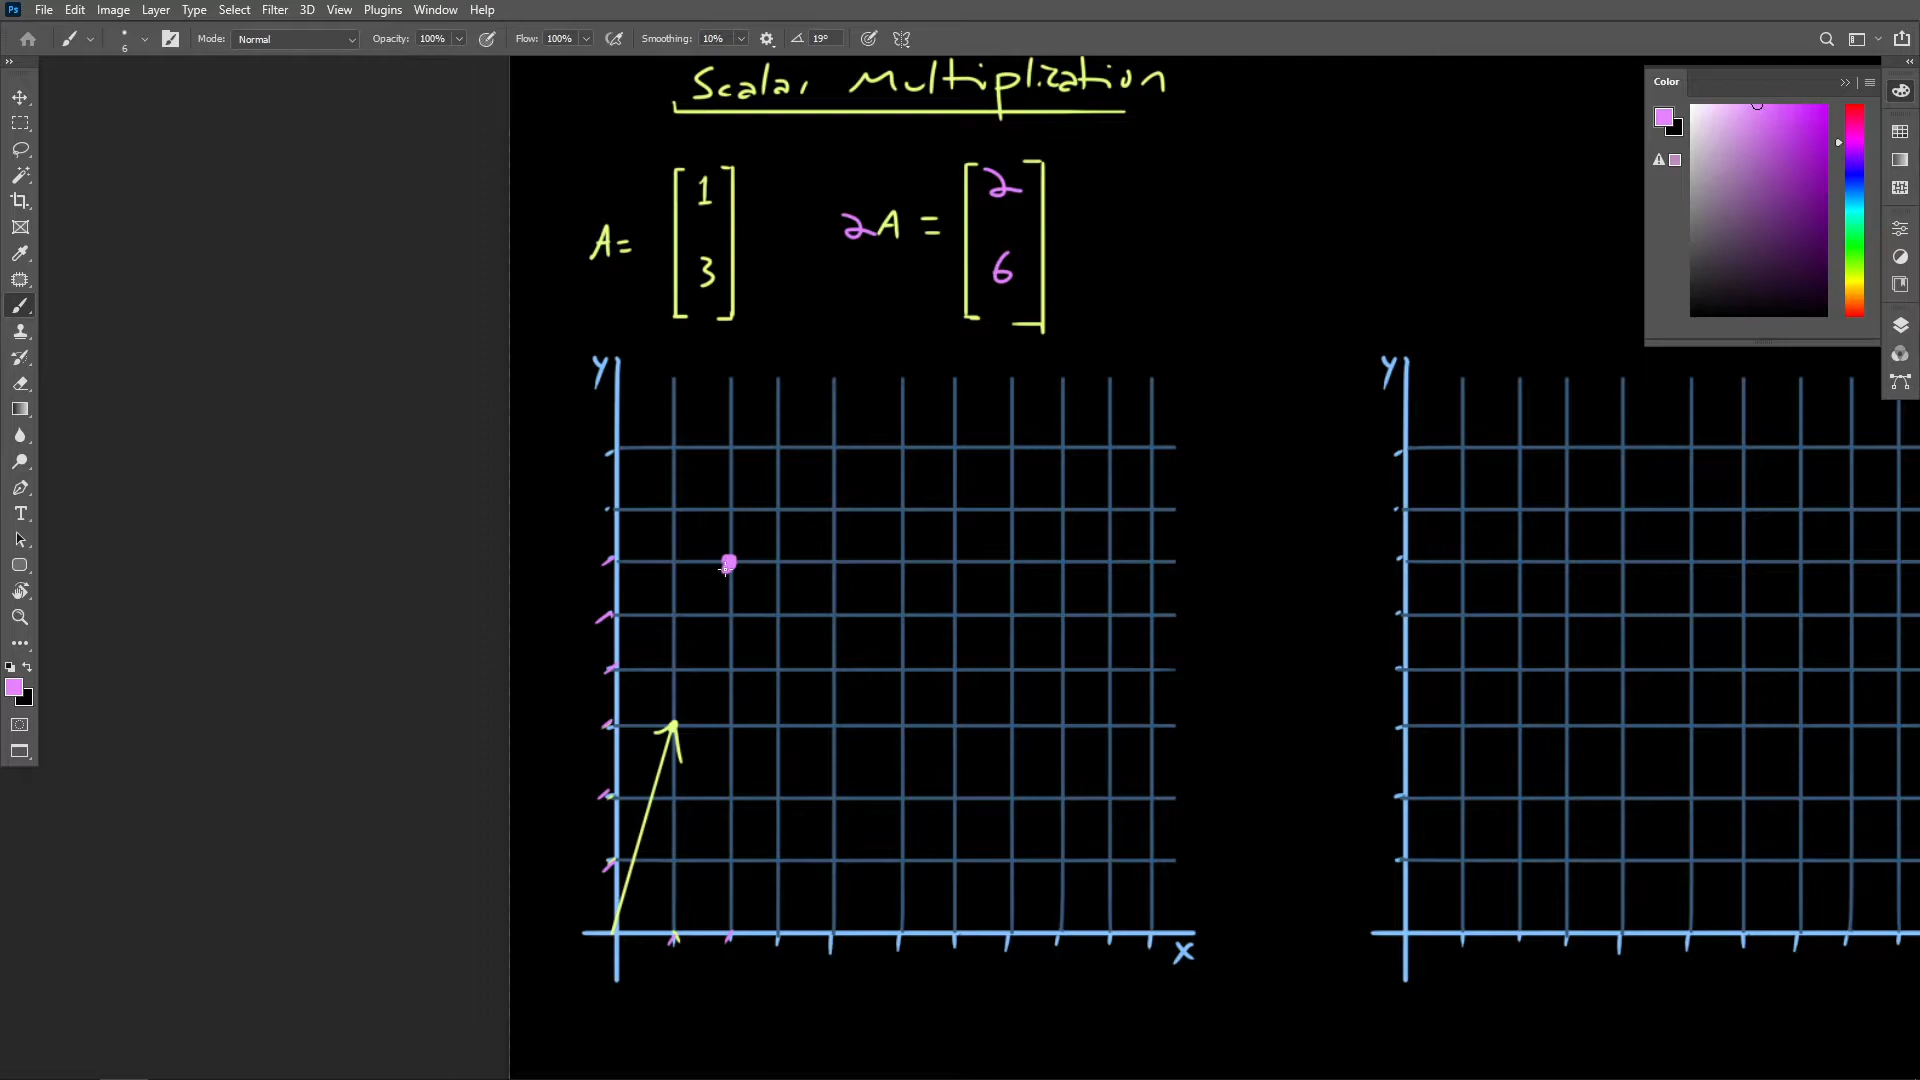 Ps File Edit Image Layer Type Select Filter 3D View Plugins Window Help
6 Mode: Normal Opacity: 100% Flow: 100% Smoothing: 10% 19°
Color
Scalar Multiplization
A= [1 3] 2A = [2 6]
y
x
y